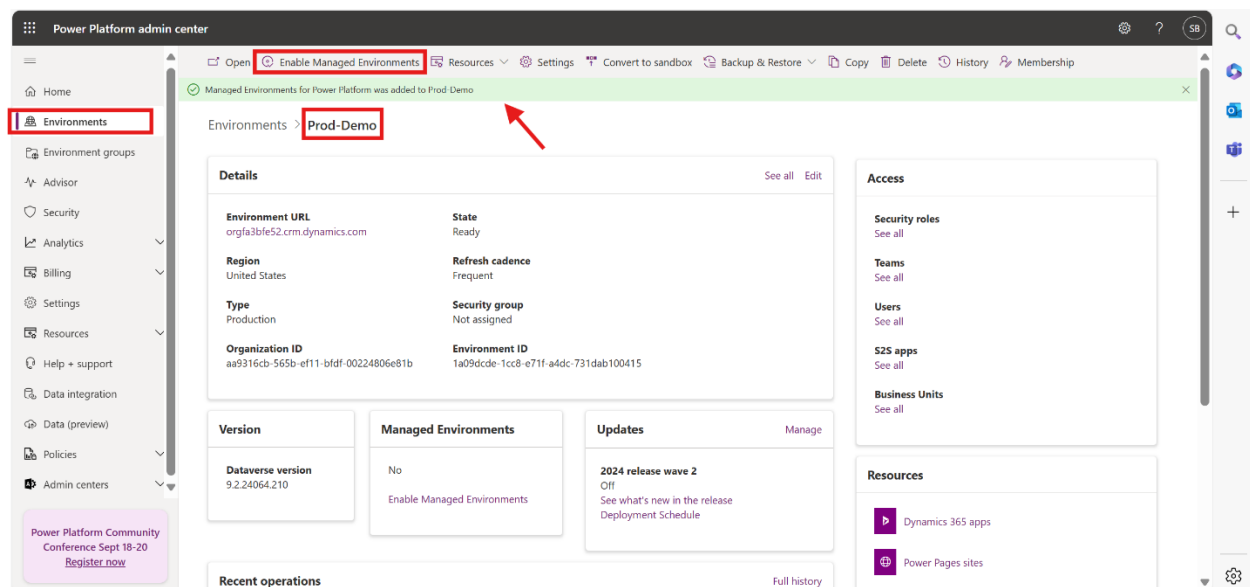 Power Platform admin center
?
SB
Open
Enable Managed Environments
Resources
Settings
Convert to sandbox
Backup & Restore
Copy
Delete
History
Membership
Managed Environments for Power Platform was added to Prod-Demo
Home
Environments
Environment groups
Advisor
Security
Analytics
Billing
Settings
Resources
Help + support
Data integration
Data (preview)
Policies
Admin centers
Power Platform Community
Conference Sept 18-20
Register now
Environments > Prod-Demo
Details
See all
Edit
Environment URL
orgfa3bfe52.crm.dynamics.com
State
Ready
Region
United States
Refresh cadence
Frequent
Type
Production
Security group
Not assigned
Organization ID
aa9316cb-565b-ef11-bfdf-00224806e81b
Environment ID
1a09dcde-1cc8-e71f-a4dc-731dab100415
Version
Dataverse version
9.2.24064.210
Managed Environments
No
Enable Managed Environments
Updates
Manage
2024 release wave 2
Off
See what's new in the release
Deployment Schedule
Recent operations
Full history
Access
Security roles
See all
Teams
See all
Users
See all
S2S apps
See all
Business Units
See all
Resources
Dynamics 365 apps
Power Pages sites